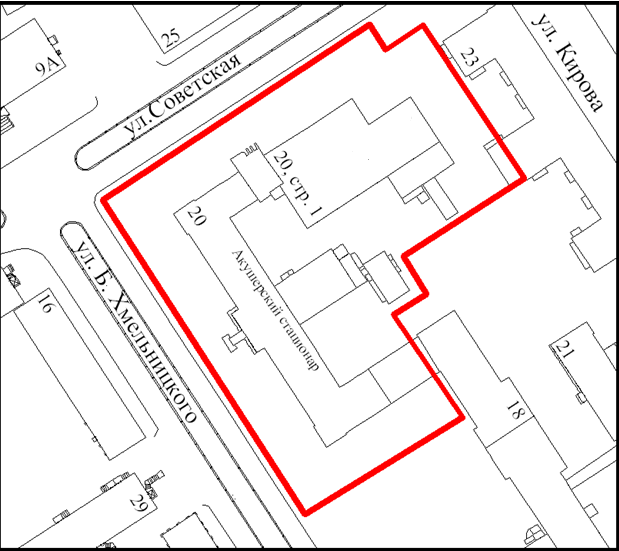 25
ул. Кирова
9А
ул.Советская
23
20, стр. 1
20
Акушерский стационар
ул. Б. Хмельницкого
16
21
18
29